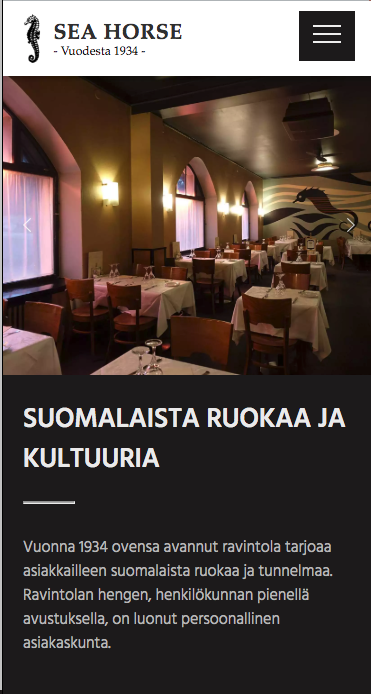 SEA HORSE
- Vuodesta 1934 -
SUOMALAISTA RUOKAA JA
KULTUURIA
Vuonna 1934 ovensa avannut ravintola tarjoaa
asiakkailleen suomalaista ruokaa ja tunnelmaa.
Ravintolan hengen, henkilökunnan pienellä
avustuksella, on luonut persoonallinen
asiakaskunta.